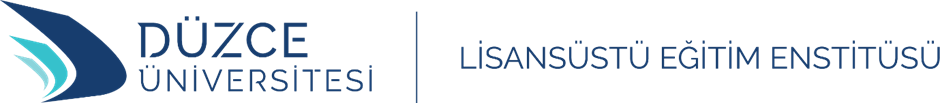 DÜZCE
ÜNİVERSİTESİ
LİSANSÜSTÜ EĞİTİM ENSTİTÜSÜ